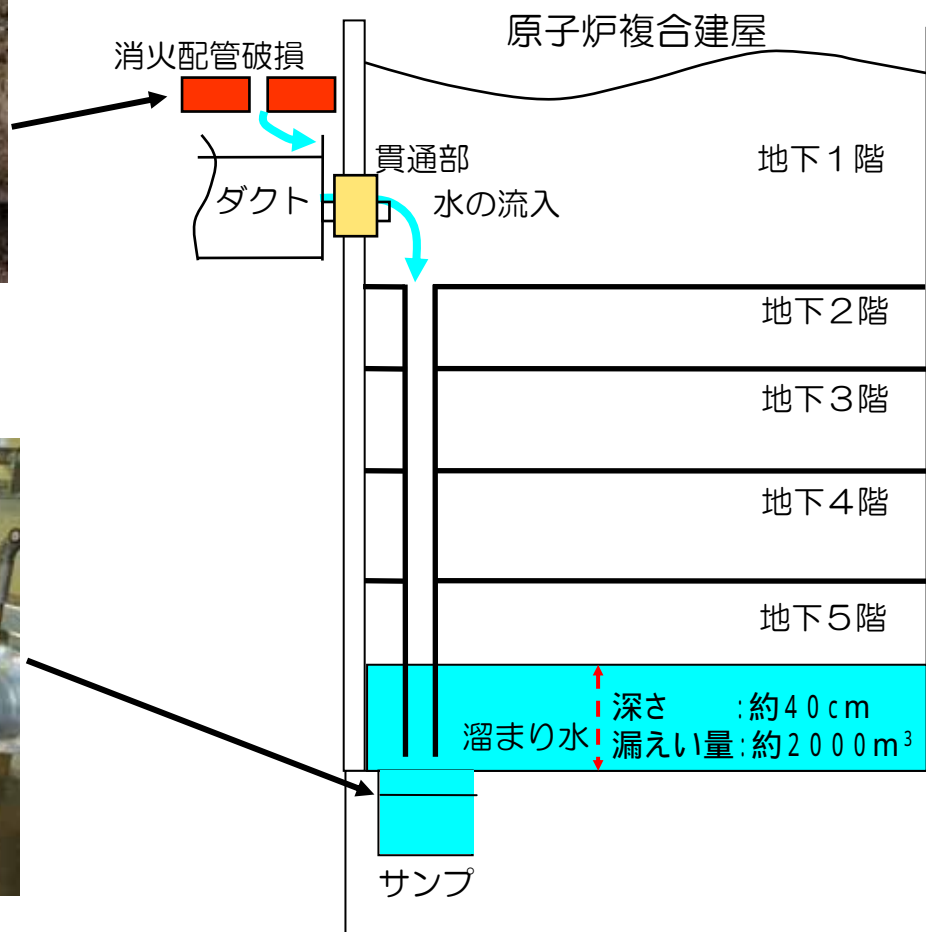 原子炉複合建屋
消火配管破損
貫通部
地下１階
ダクト
水の流入
地下２階
地下３階
地下４階
地下５階
深さ　　:約40cm
溜まり水
漏えい量:約2000m³
サンプ